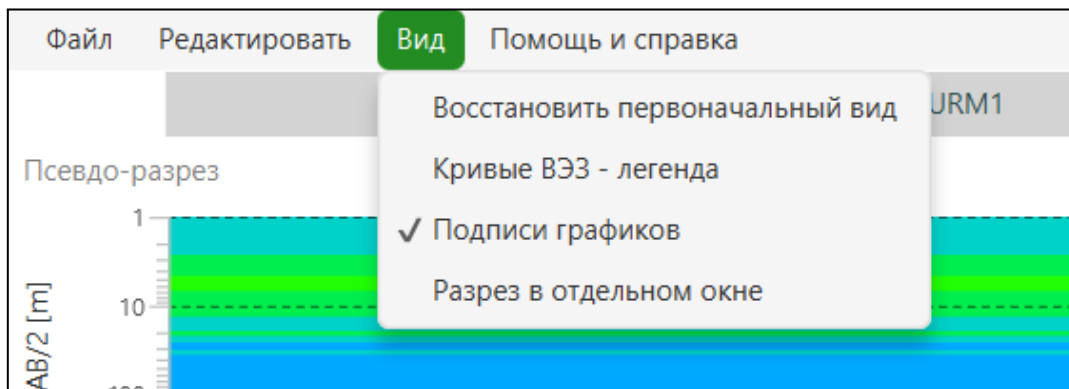 Файл Редактировать Вид Помощь и справка
Восстановить первоначальный вид
URM1
Кривые ВЭЗ - легенда
Псевдо-разрез
✓ Подписи графиков
Разрез в отдельном окне
1
10
100
AB/2 [m]